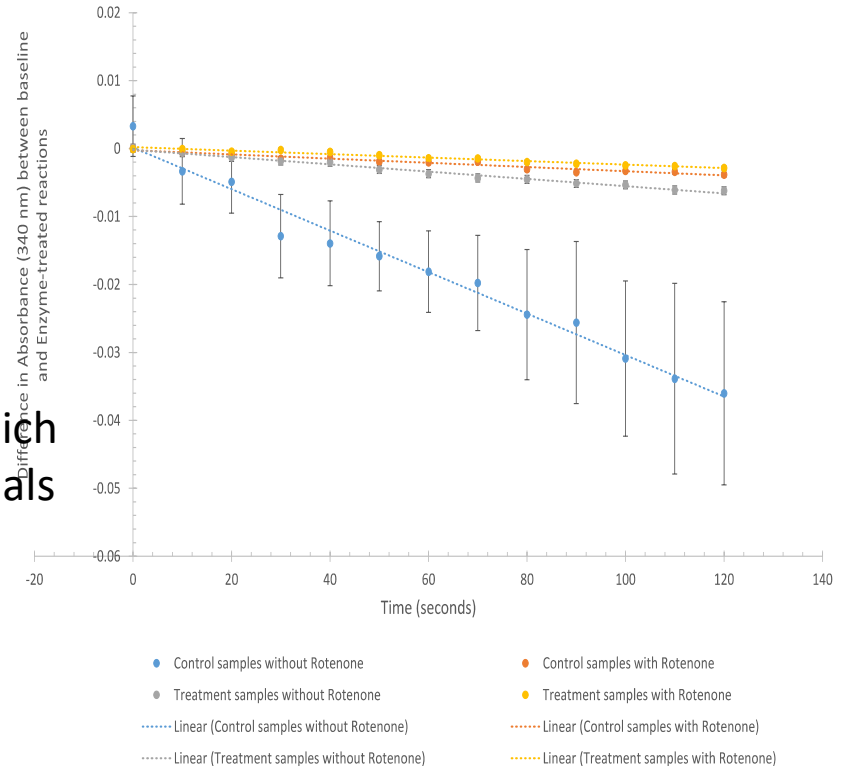 0.02
0.01
0
-0.01
-0.02
-0.03
-0.04
-0.05
-0.06
Difference in Absorbance (340 nm) between baseline
and Enzyme-treated reactions
ich
als
-20
0
20
40
60
80
100
120
140
Time (seconds)
Control samples without Rotenone
Control samples with Rotenone
Treatment samples without Rotenone
Treatment samples with Rotenone
Linear (Control samples without Rotenone)
Linear (Control samples with Rotenone)
Linear (Treatment samples without Rotenone)
Linear (Treatment samples with Rotenone)